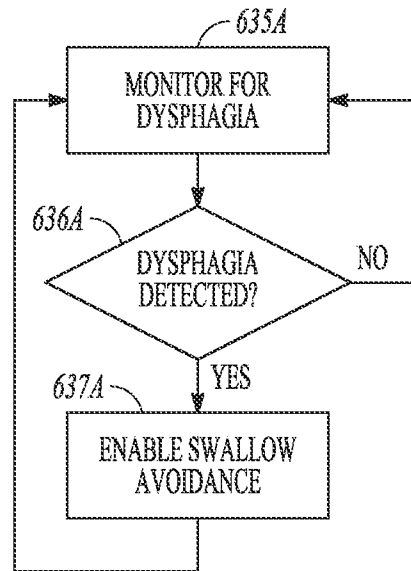 635A
MONITOR FOR
DYSPHAGIA
636A
DYSPHAGIA
DETECTED?
NO
YES
637A
ENABLE SWALLOW
AVOIDANCE